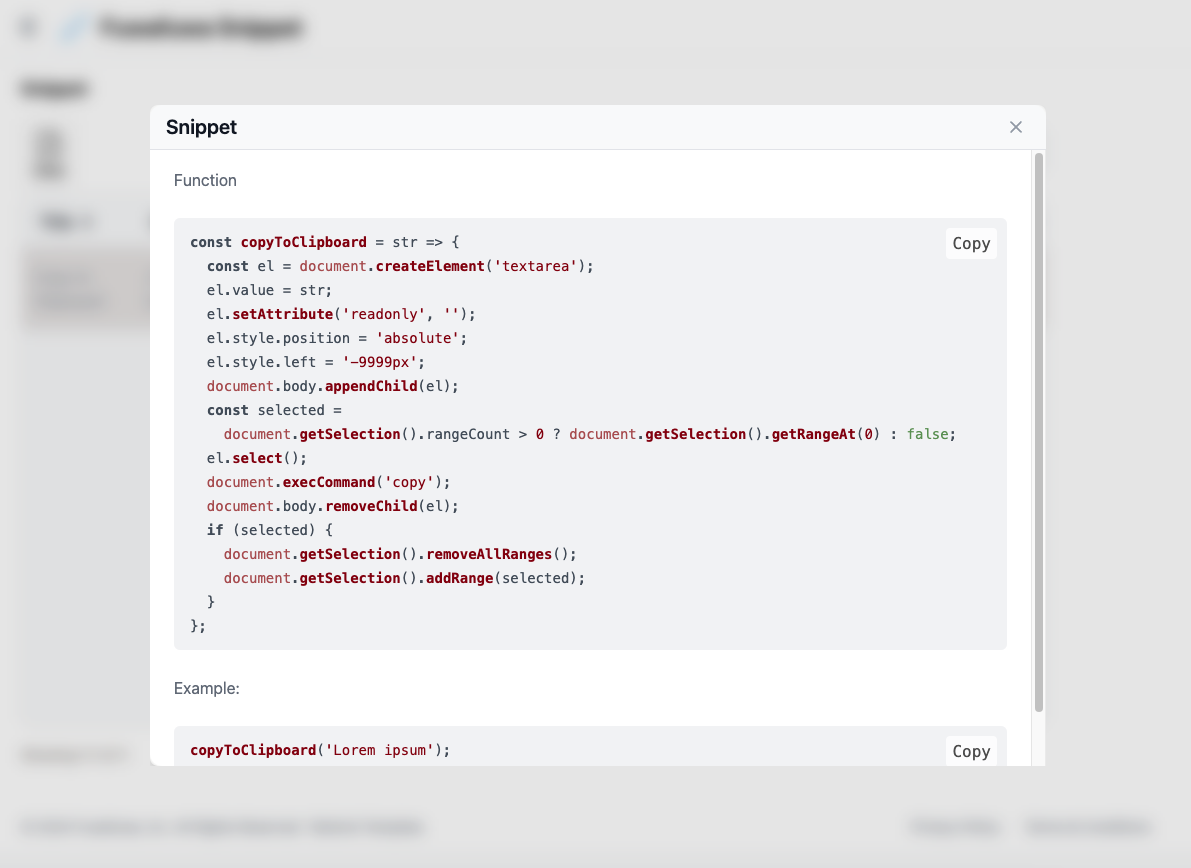 Snippet
Function
const copyToClipboard = str => {
  const el = document.createElement('textarea');
  el.value = str;
  el.setAttribute('readonly', '');
  el.style.position = 'absolute';
  el.style.left = '-9999px';
  document.body.appendChild(el);
  const selected =
    document.getSelection().rangeCount > 0 ? document.getSelection().getRangeAt(0) : false;
  el.select();
  document.execCommand('copy');
  document.body.removeChild(el);
  if (selected) {
    document.getSelection().removeAllRanges();
    document.getSelection().addRange(selected);
  }
};
Copy
Example:
copyToClipboard('Lorem ipsum');
Copy